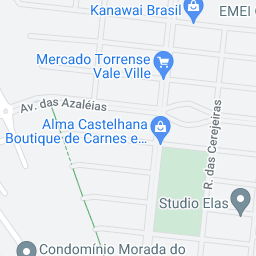 Kanawai Brasil
EMEI
Mercado Torrense
Vale Ville
Av. das Azaléias
Alma Castelhana
Boutique de Carnes e...
R. das Cerejeiras
Studio Elas
Condomínio Morada do